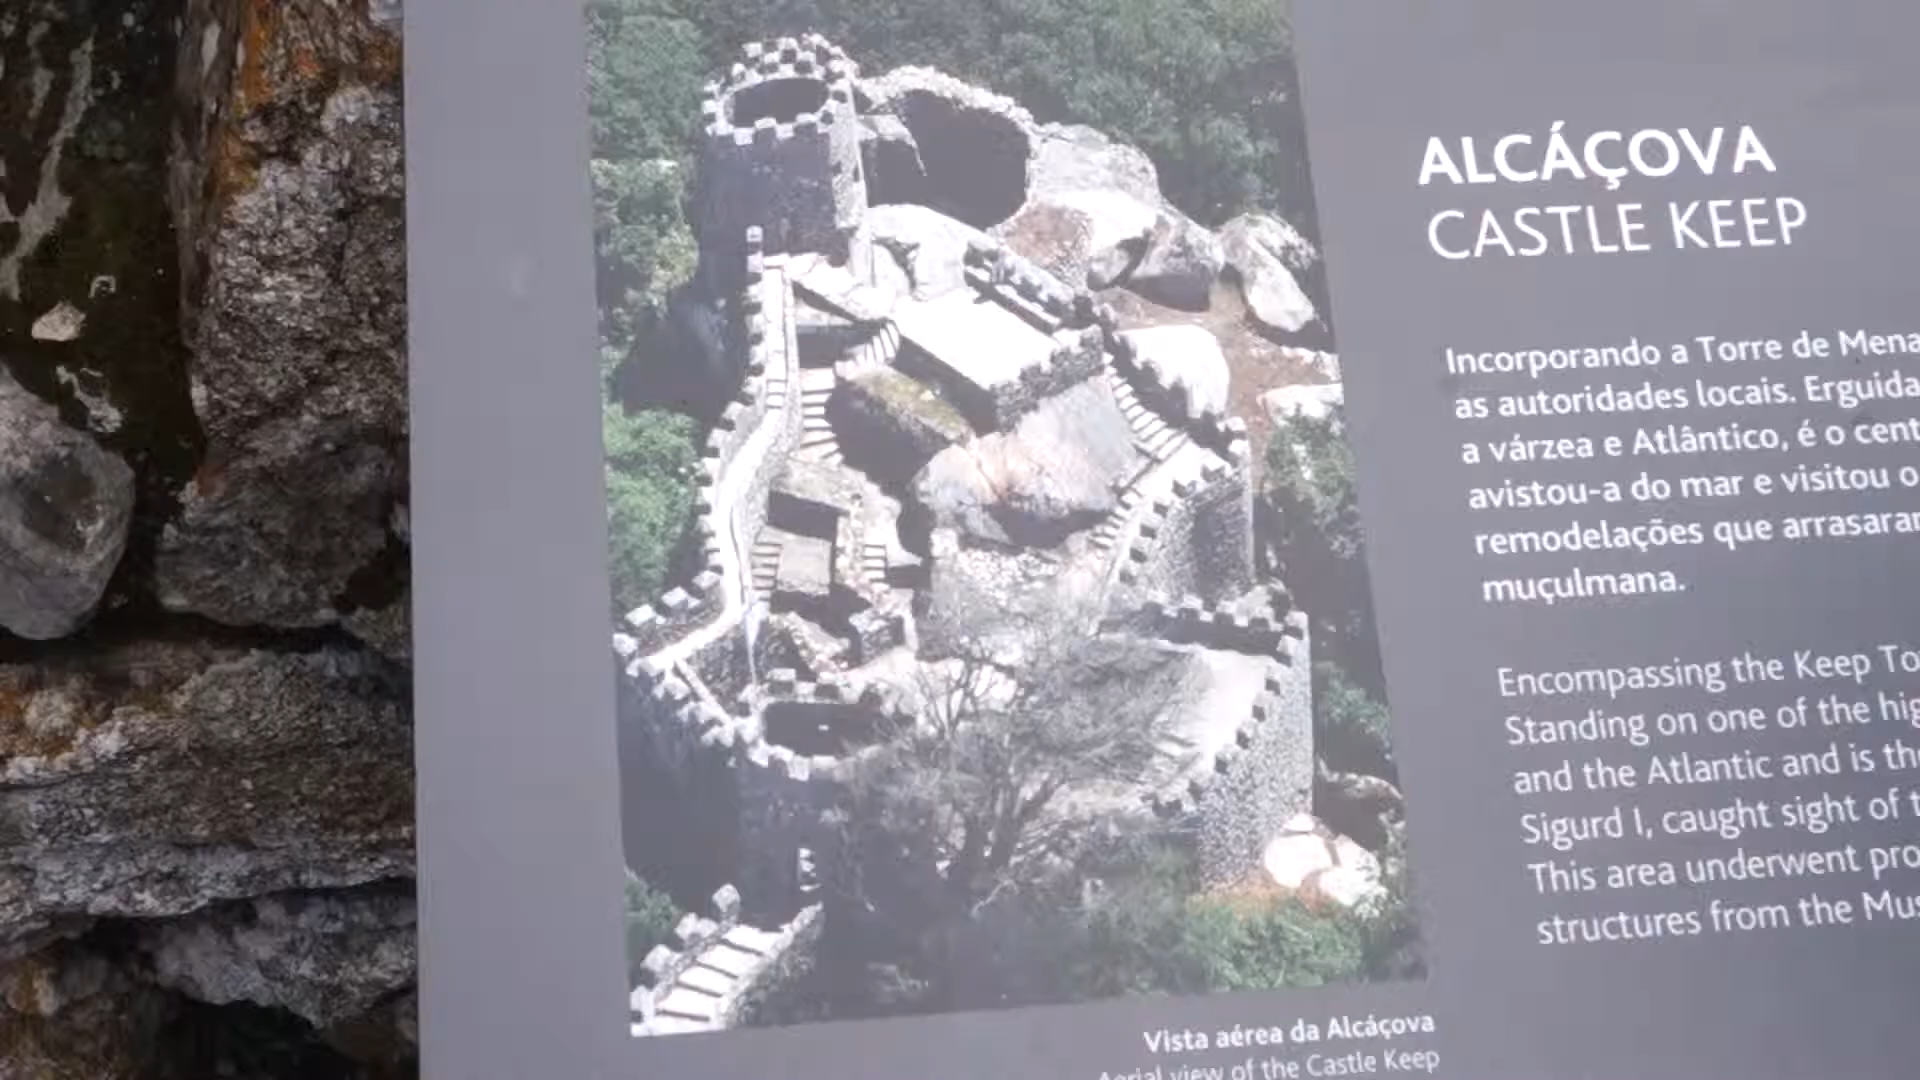 ALCÁÇOVA
CASTLE KEEP
Incorporando a Torre de Mena
as autoridades locais. Erguida
a várzea e Atlântico, é o cent
avistou-a do mar e visitou o
remodelações que arrasaram
muçulmana.
Encompassing the Keep To
Standing on one of the hig
and the Atlantic and is the
Sigurd I, caught sight of t
This area underwent pro
structures from the Mus
Vista aérea da Alcáçova
Aerial view of the Castle Keep